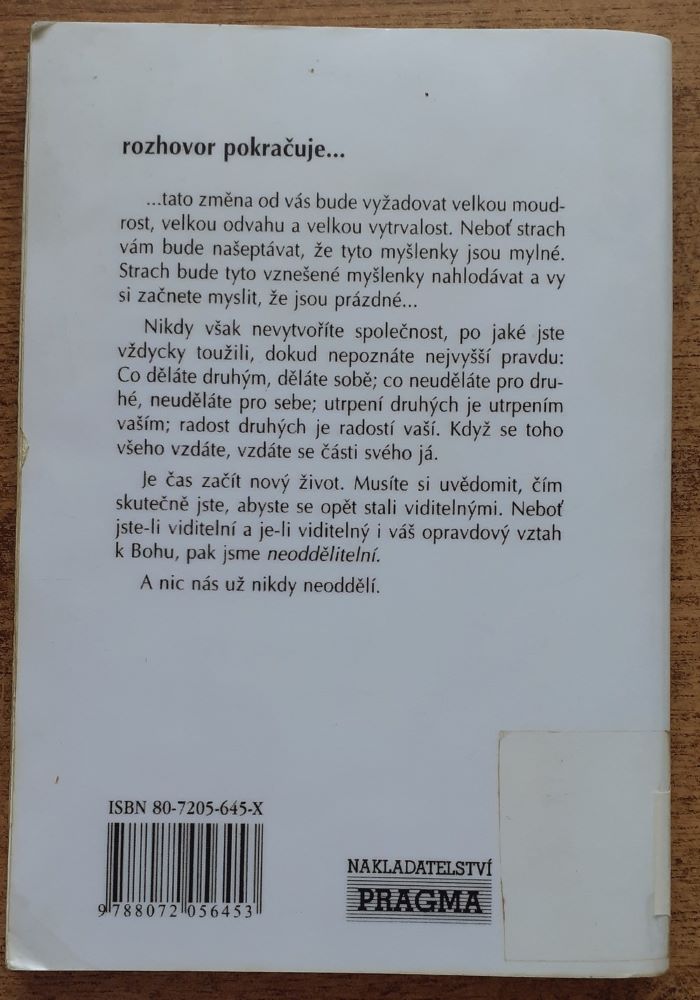 rozhovor pokračuje...
...tato změna od vás bude vyžadovat velkou moud-
rost, velkou odvahu a velkou vytrvalost. Neboť strach
vám bude našeptávat, že tyto myšlenky jsou mylné.
Strach bude tyto vznešené myšlenky nahlodávat a vy
si začnete myslit, že jsou prázdné...
Nikdy však nevytvoříte společnost, po jaké jste
vždycky toužili, dokud nepoznáte nejvyšší pravdu:
Co děláte druhým, děláte sobě; co neuděláte pro dru-
hé, neuděláte pro sebe; utrpení druhých je utrpením
vaším; radost druhých je radostí vaší. Když se toho
všeho vzdáte, vzdáte se části svého já.
Je čas začít nový život. Musíte si uvědomit, čím
skutečně jste, abyste se opět stali viditelnými. Neboť
jste-li viditelní a je-li viditelný i váš opravdový vztah
k Bohu, pak jsme neoddělitelní.
A nic nás už nikdy neoddělí.
ISBN 80-7205-645-X
9 788072 056453
NAKLADATELSTVÍ
PRAGMA